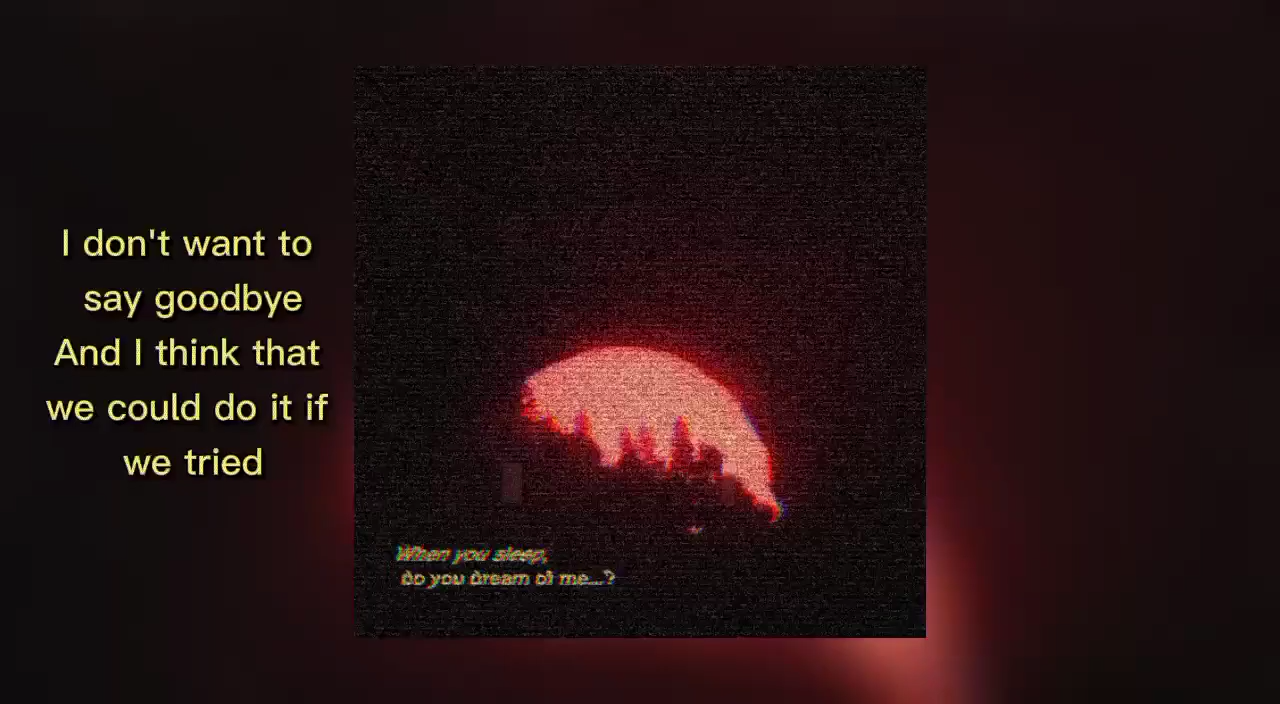 I don't want to
say goodbye
And I think that
we could do it if
we tried
When you sleep,
do you dream of me...?